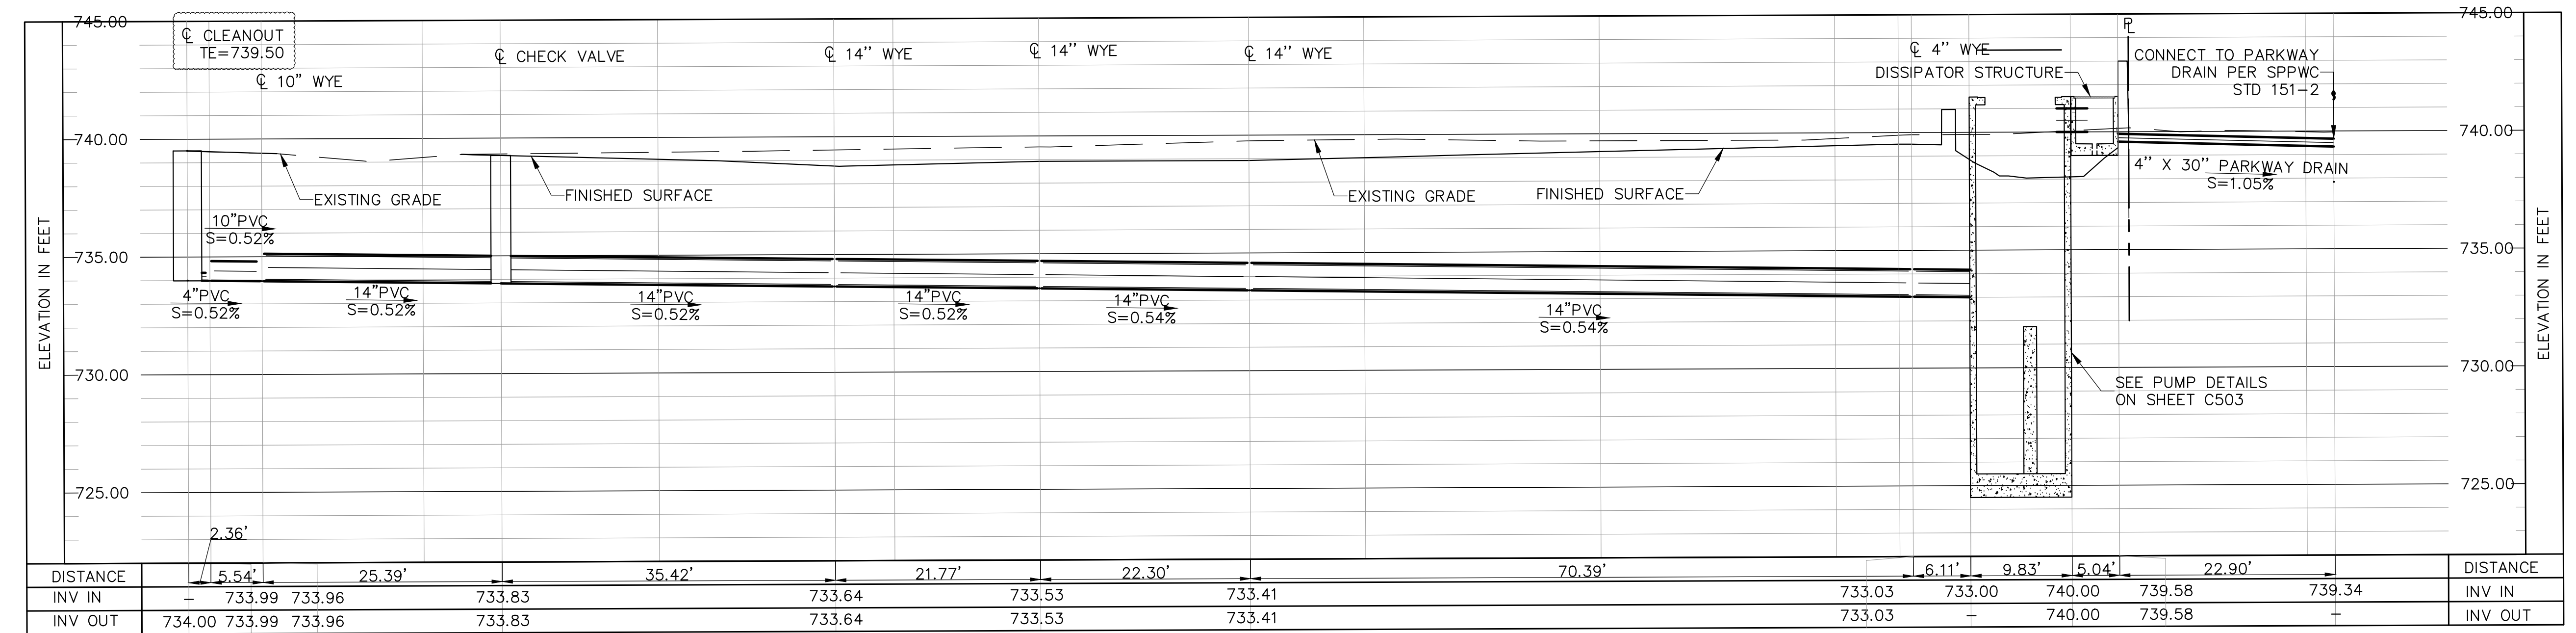 745.00
745.00
℄ CLEANOUT
TE=739.50
℄ 10" WYE
℄ CHECK VALVE
℄ 14" WYE
℄ 14" WYE
℄ 14" WYE
℄ 4" WYE
DISSIPATOR STRUCTURE
PL
CONNECT TO PARKWAY
DRAIN PER SPPWC
STD 151-2
740.00
740.00
EXISTING GRADE
FINISHED SURFACE
EXISTING GRADE
FINISHED SURFACE
4" X 30" PARKWAY DRAIN
S=1.05%
10"PVC
S=0.52%
ELEVATION IN FEET
ELEVATION IN FEET
735.00
735.00
4"PVC
S=0.52%
14"PVC
S=0.52%
14"PVC
S=0.52%
14"PVC
S=0.52%
14"PVC
S=0.54%
14"PVC
S=0.54%
730.00
730.00
SEE PUMP DETAILS
ON SHEET C503
725.00
725.00
2.36'
DISTANCE 5.54' 25.39' 35.42' 21.77' 22.30' 70.39' 6.11' 9.83' 5.04' 22.90' DISTANCE
INV IN – 733.99 733.96 733.83 733.64 733.53 733.41 733.03 733.00 740.00 739.58 739.34 INV IN
INV OUT 734.00 733.99 733.96 733.83 733.64 733.53 733.41 733.03 – 740.00 739.58 – INV OUT